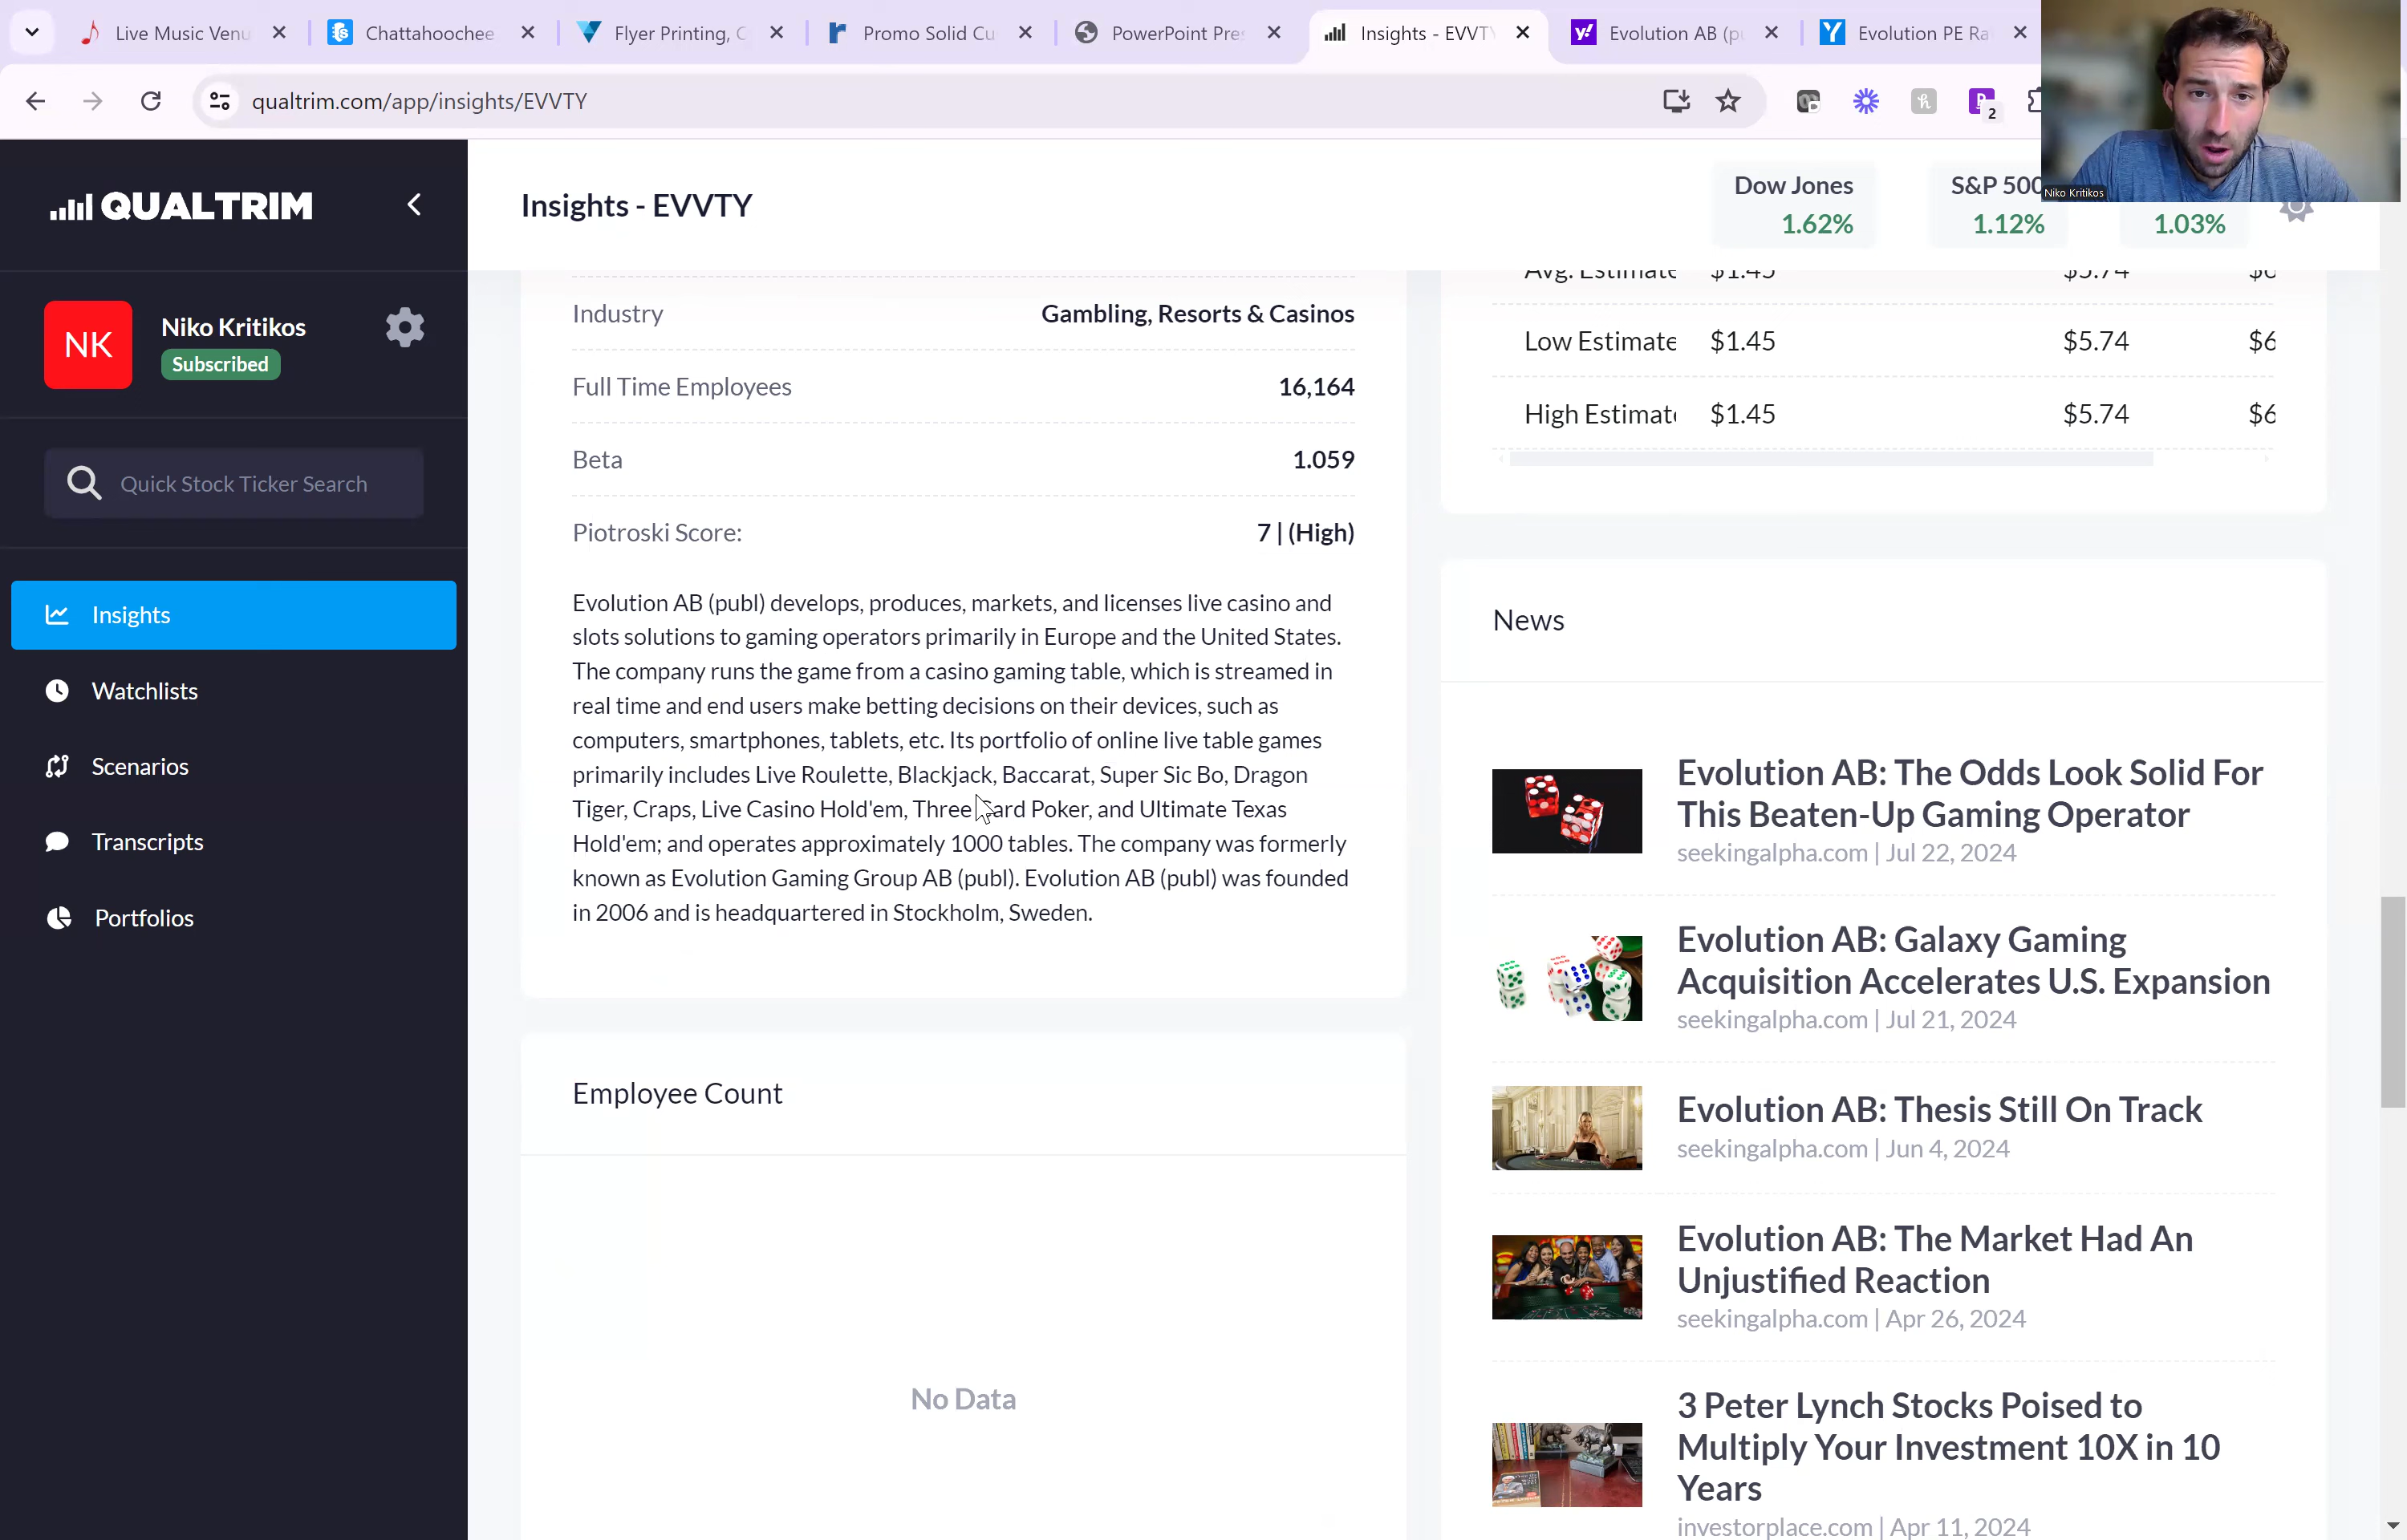 Live Music Venu
Chattahoochee
Flyer Printing, C
Promo Solid Cu
PowerPoint Pre
Insights - EVVTY
Evolution AB (pu
Evolution PE Ra
qualtrim.com/app/insights/EVVTY
2
Niko Kritikos
QUALTRIM
Insights - EVVTY
Dow Jones
1.62%
S&P 500
1.12%
1.03%
NK
Niko Kritikos
Subscribed
Quick Stock Ticker Search
Insights
Watchlists
Scenarios
Transcripts
Portfolios
Industry
Gambling, Resorts & Casinos
Full Time Employees
16,164
Beta
1.059
Piotroski Score:
7 | (High)
Evolution AB (publ) develops, produces, markets, and licenses live casino and
slots solutions to gaming operators primarily in Europe and the United States.
The company runs the game from a casino gaming table, which is streamed in
real time and end users make betting decisions on their devices, such as
computers, smartphones, tablets, etc. Its portfolio of online live table games
primarily includes Live Roulette, Blackjack, Baccarat, Super Sic Bo, Dragon
Tiger, Craps, Live Casino Hold'em, Three Card Poker, and Ultimate Texas
Hold'em; and operates approximately 1000 tables. The company was formerly
known as Evolution Gaming Group AB (publ). Evolution AB (publ) was founded
in 2006 and is headquartered in Stockholm, Sweden.
Employee Count
No Data
Avg. Estimate $1.45 $5.74 $6
Low Estimate $1.45 $5.74 $6
High Estimate $1.45 $5.74 $6
News
Evolution AB: The Odds Look Solid For
This Beaten-Up Gaming Operator
seekingalpha.com | Jul 22, 2024
Evolution AB: Galaxy Gaming
Acquisition Accelerates U.S. Expansion
seekingalpha.com | Jul 21, 2024
Evolution AB: Thesis Still On Track
seekingalpha.com | Jun 4, 2024
Evolution AB: The Market Had An
Unjustified Reaction
seekingalpha.com | Apr 26, 2024
3 Peter Lynch Stocks Poised to
Multiply Your Investment 10X in 10
Years
investorplace.com | Apr 11, 2024